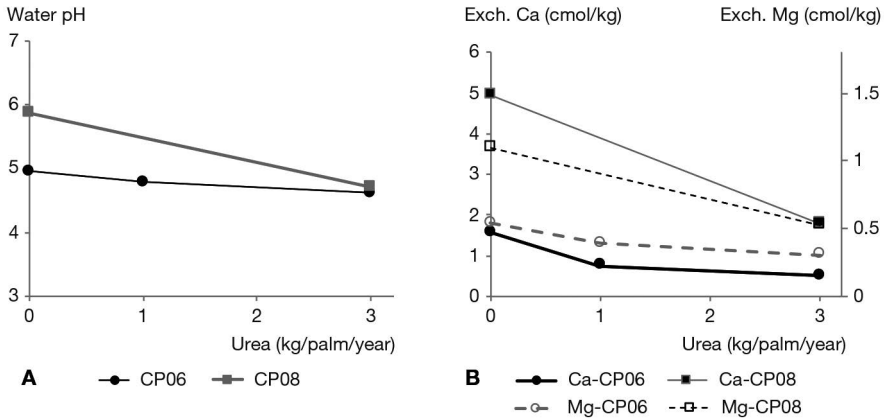 Water pH
7
6
5
4
3
0 1 2 3
Urea (kg/palm/year)
A
CP06 CP08
Exch. Ca (cmol/kg) Exch. Mg (cmol/kg)
6
5 1.5
4
3 1
2
1 0.5
0 0
0 1 2 3
Urea (kg/palm/year)
B
Ca-CP06 Ca-CP08
Mg-CP06 Mg-CP08